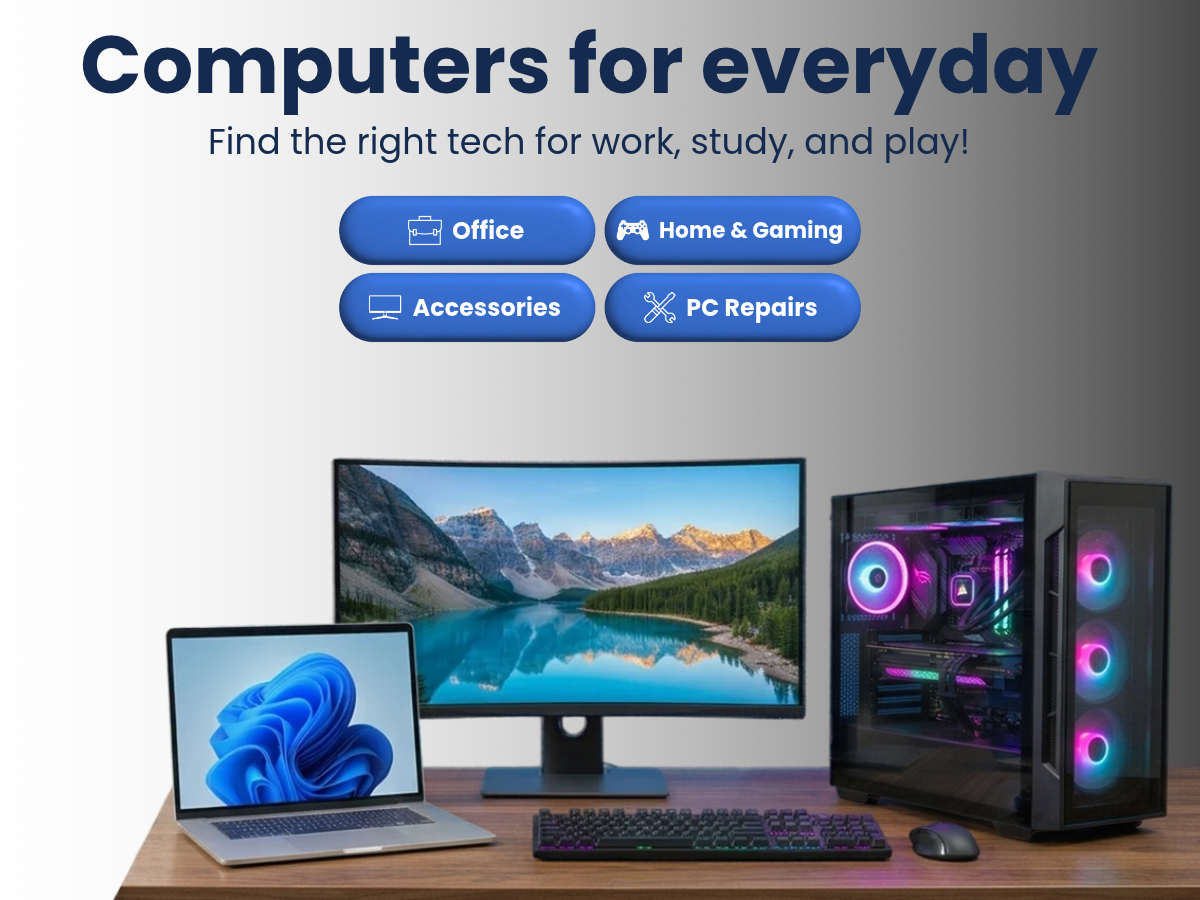 Computers for everyday
Find the right tech for work, study, and play!
Office
Home & Gaming
Accessories
PC Repairs